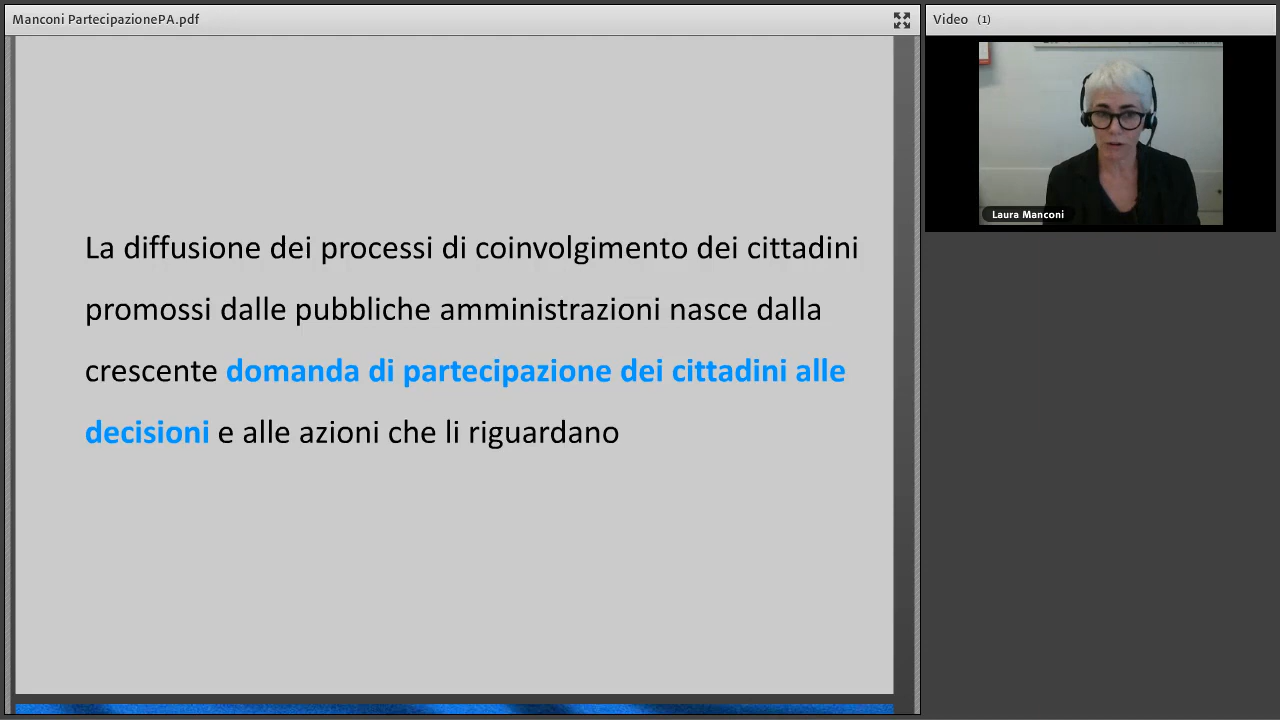 Manconi PartecipazionePA.pdf
Video (1)
Laura Manconi
La diffusione dei processi di coinvolgimento dei cittadini
promossi dalle pubbliche amministrazioni nasce dalla
crescente domanda di partecipazione dei cittadini alle
decisioni e alle azioni che li riguardano